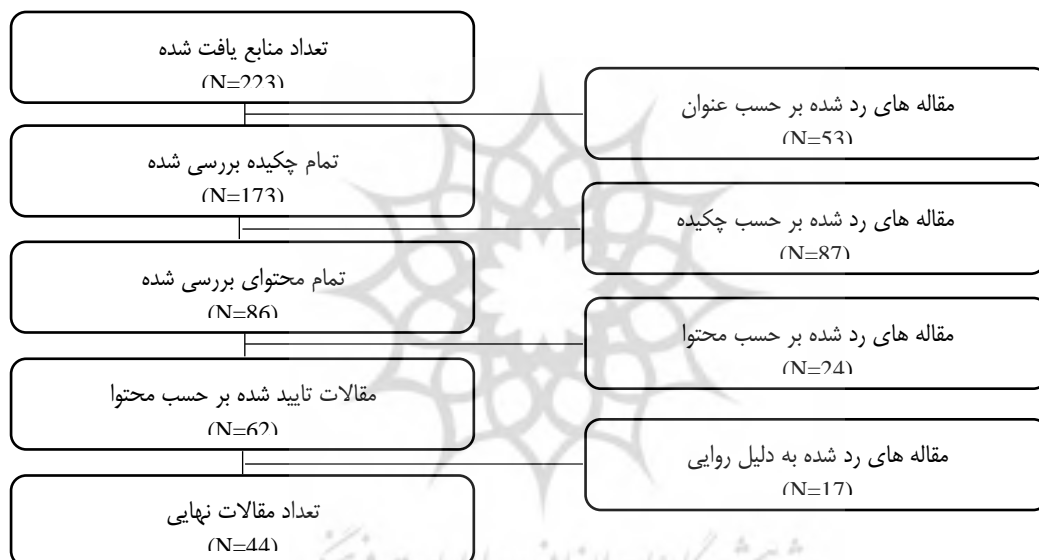 تعداد منابع یافت شده
(N=223)
مقاله های رد شده بر حسب عنوان
(N=53)
تمام چکیده بررسی شده
(N=173)
مقاله های رد شده بر حسب چکیده
(N=87)
تمام محتوای بررسی شده
(N=86)
مقاله های رد شده بر حسب محتوا
(N=24)
مقالات تایید شده بر حسب محتوا
(N=62)
مقاله های رد شده به دلیل روایی
(N=17)
تعداد مقالات نهایی
(N=44)